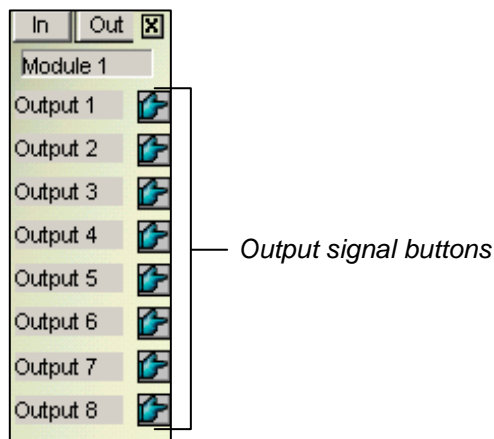 In Out X
Module 1
Output 1
Output 2
Output 3
Output 4
Output signal buttons
Output 5
Output 6
Output 7
Output 8